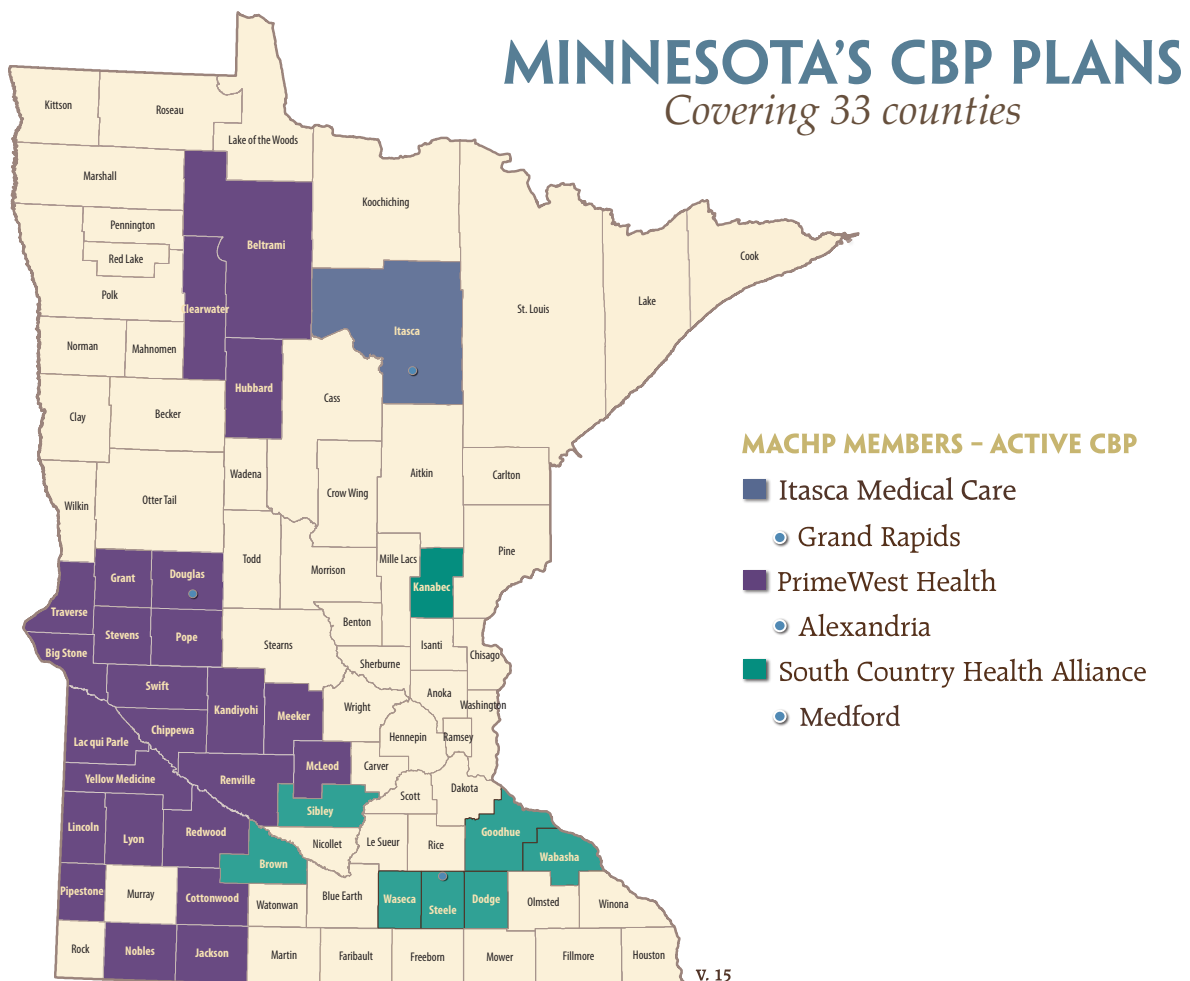 MINNESOTA'S CBP PLANS
Covering 33 counties
Kittson
Roseau
Lake of the Woods
Marshall
Koochiching
Pennington
Beltrami
Red Lake
Cook
Polk
Clearwater
St. Louis
Lake
Itasca
Norman
Mahnomen
Hubbard
Cass
Clay
Becker
Wadena
Aitkin
Carlton
Otter Tail
Crow Wing
Wilkin
Todd
Morrison
Mille Lacs
Pine
Grant
Douglas
Kanabec
Traverse
Stevens
Pope
Benton
Stearns
Isanti
Big Stone
Sherburne
Chisago
Swift
Kandiyohi
Meeker
Wright
Anoka
Washington
Lac qui Parle
Chippewa
Hennepin
Ramsey
Yellow Medicine
Renville
McLeod
Carver
Scott
Dakota
Sibley
Lincoln
Lyon
Redwood
Nicollet
Le Sueur
Rice
Goodhue
Brown
Wabasha
Pipestone
Murray
Cottonwood
Watonwan
Blue Earth
Waseca
Steele
Dodge
Olmsted
Winona
Rock
Nobles
Jackson
Martin
Faribault
Freeborn
Mower
Fillmore
Houston
MACHP MEMBERS – ACTIVE CBP
Itasca Medical Care
Grand Rapids
PrimeWest Health
Alexandria
South Country Health Alliance
Medford
V. 15